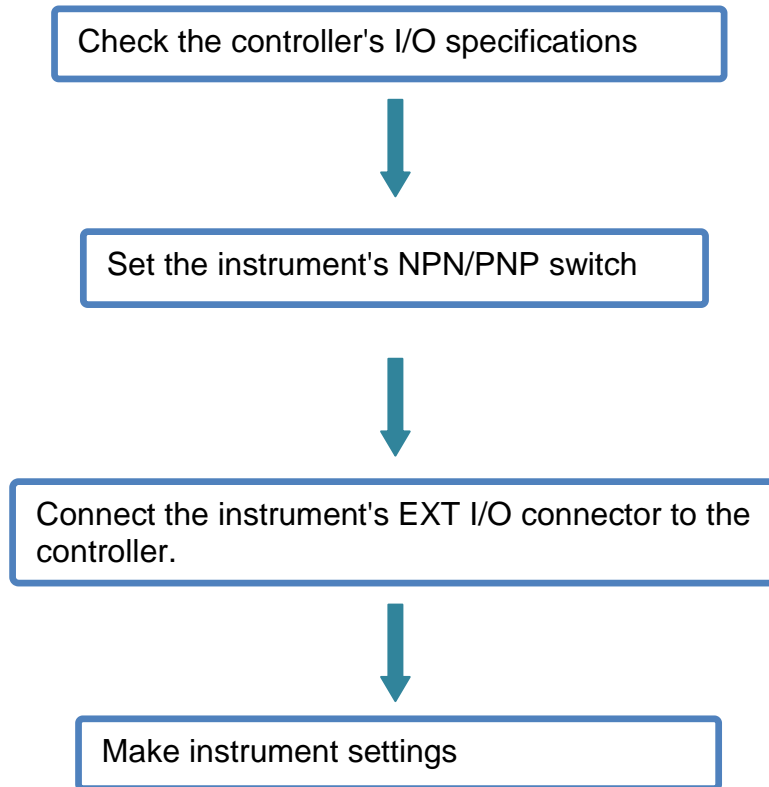 Check the controller's I/O specifications
Set the instrument's NPN/PNP switch
Connect the instrument's EXT I/O connector to the
controller.
Make instrument settings